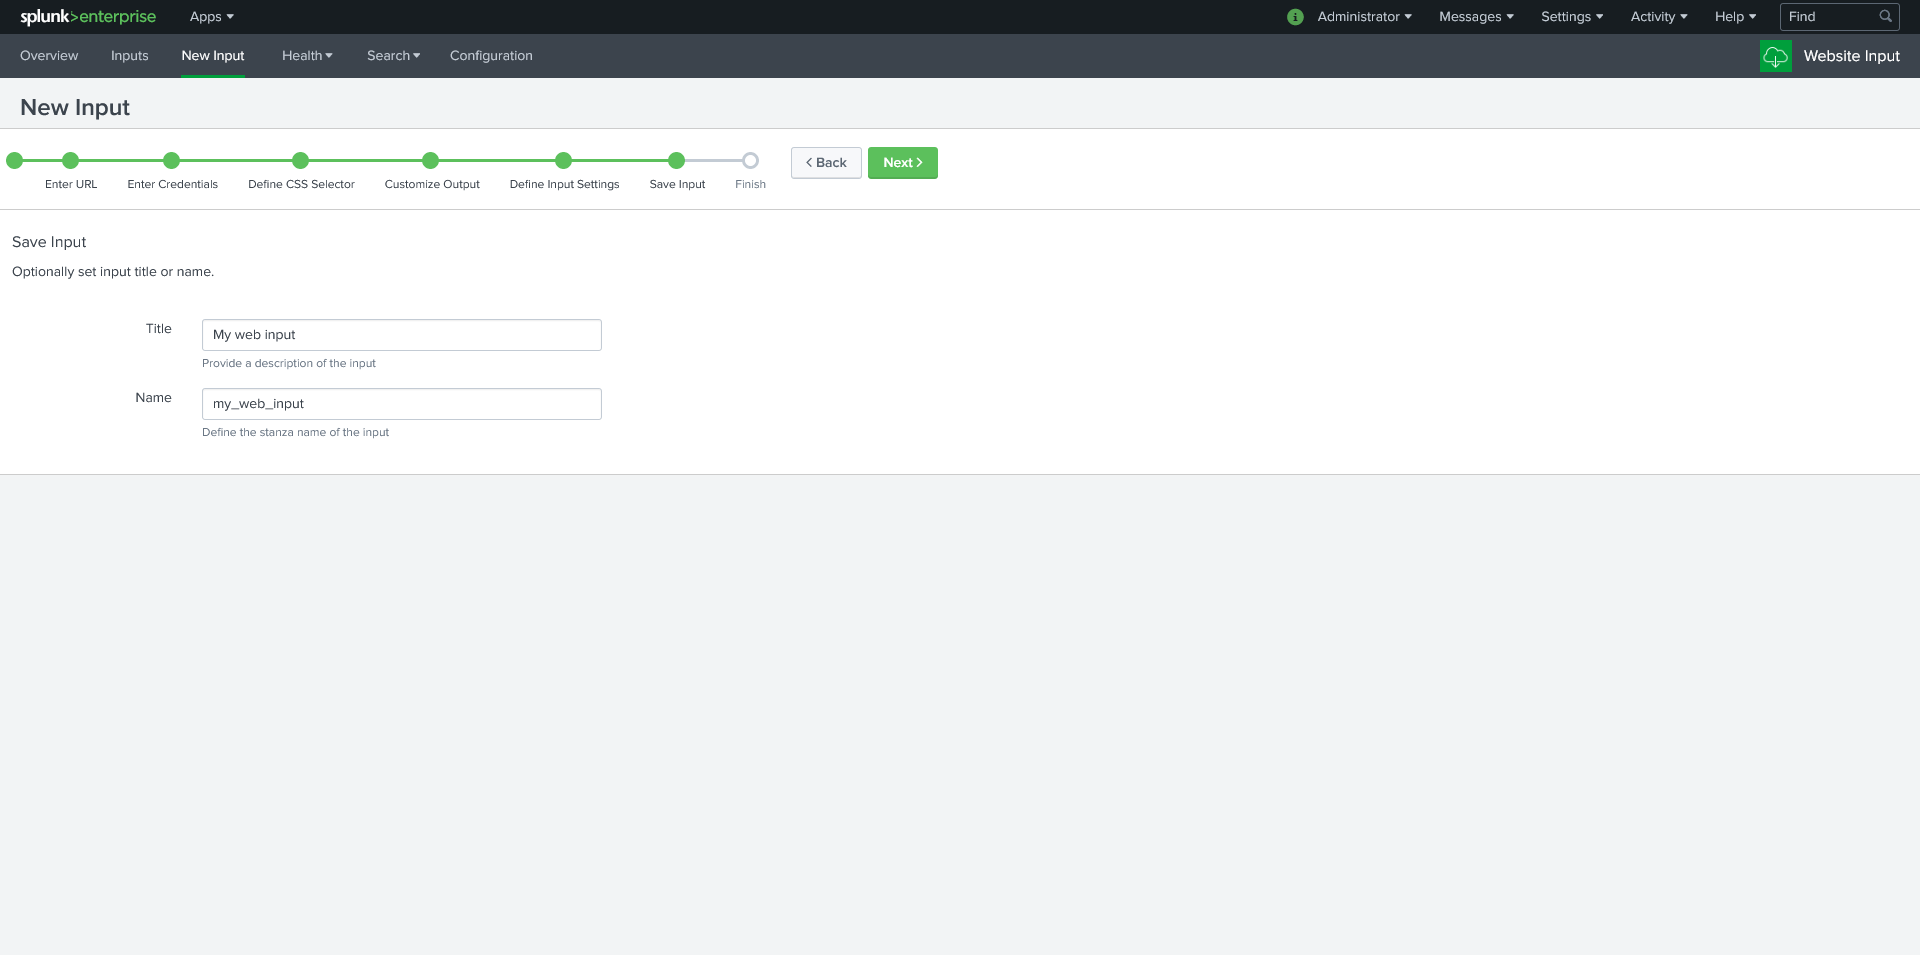 splunk>enterprise Apps Administrator Messages Settings Activity Help Find
Overview Inputs New Input Health Search Configuration Website Input
New Input
< Back Next >
Enter URL Enter Credentials Define CSS Selector Customize Output Define Input Settings Save Input Finish
Save Input
Optionally set input title or name.
Title My web input
Provide a description of the input
Name my_web_input
Define the stanza name of the input